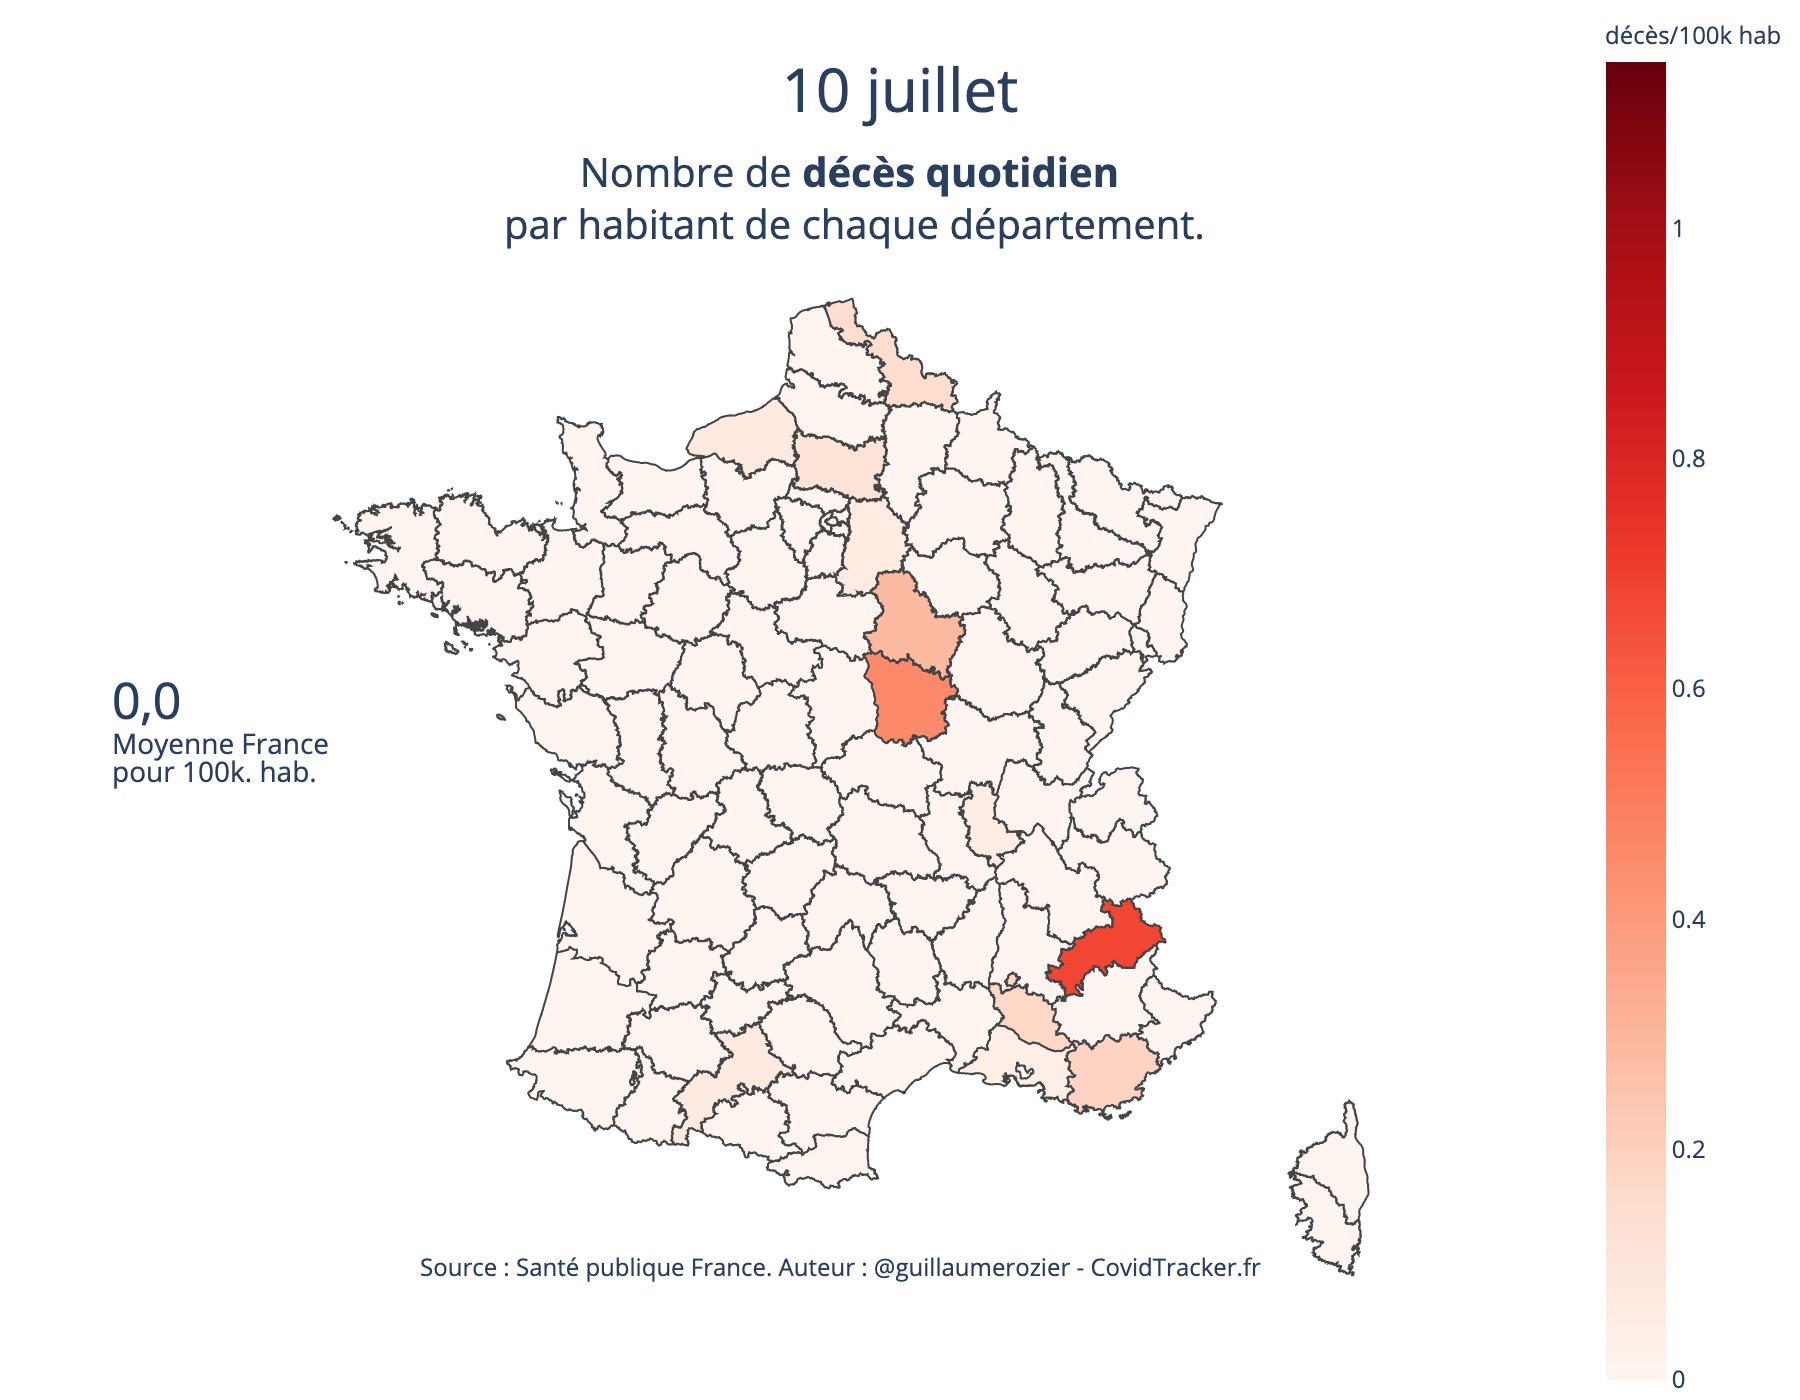 décès/100k hab
10 juillet
Nombre de décès quotidien
par habitant de chaque département.
1
0.8
0.6
0.4
0.2
0
0,0
Moyenne France
pour 100k. hab.
Source : Santé publique France. Auteur : @guillaumerozier - CovidTracker.fr